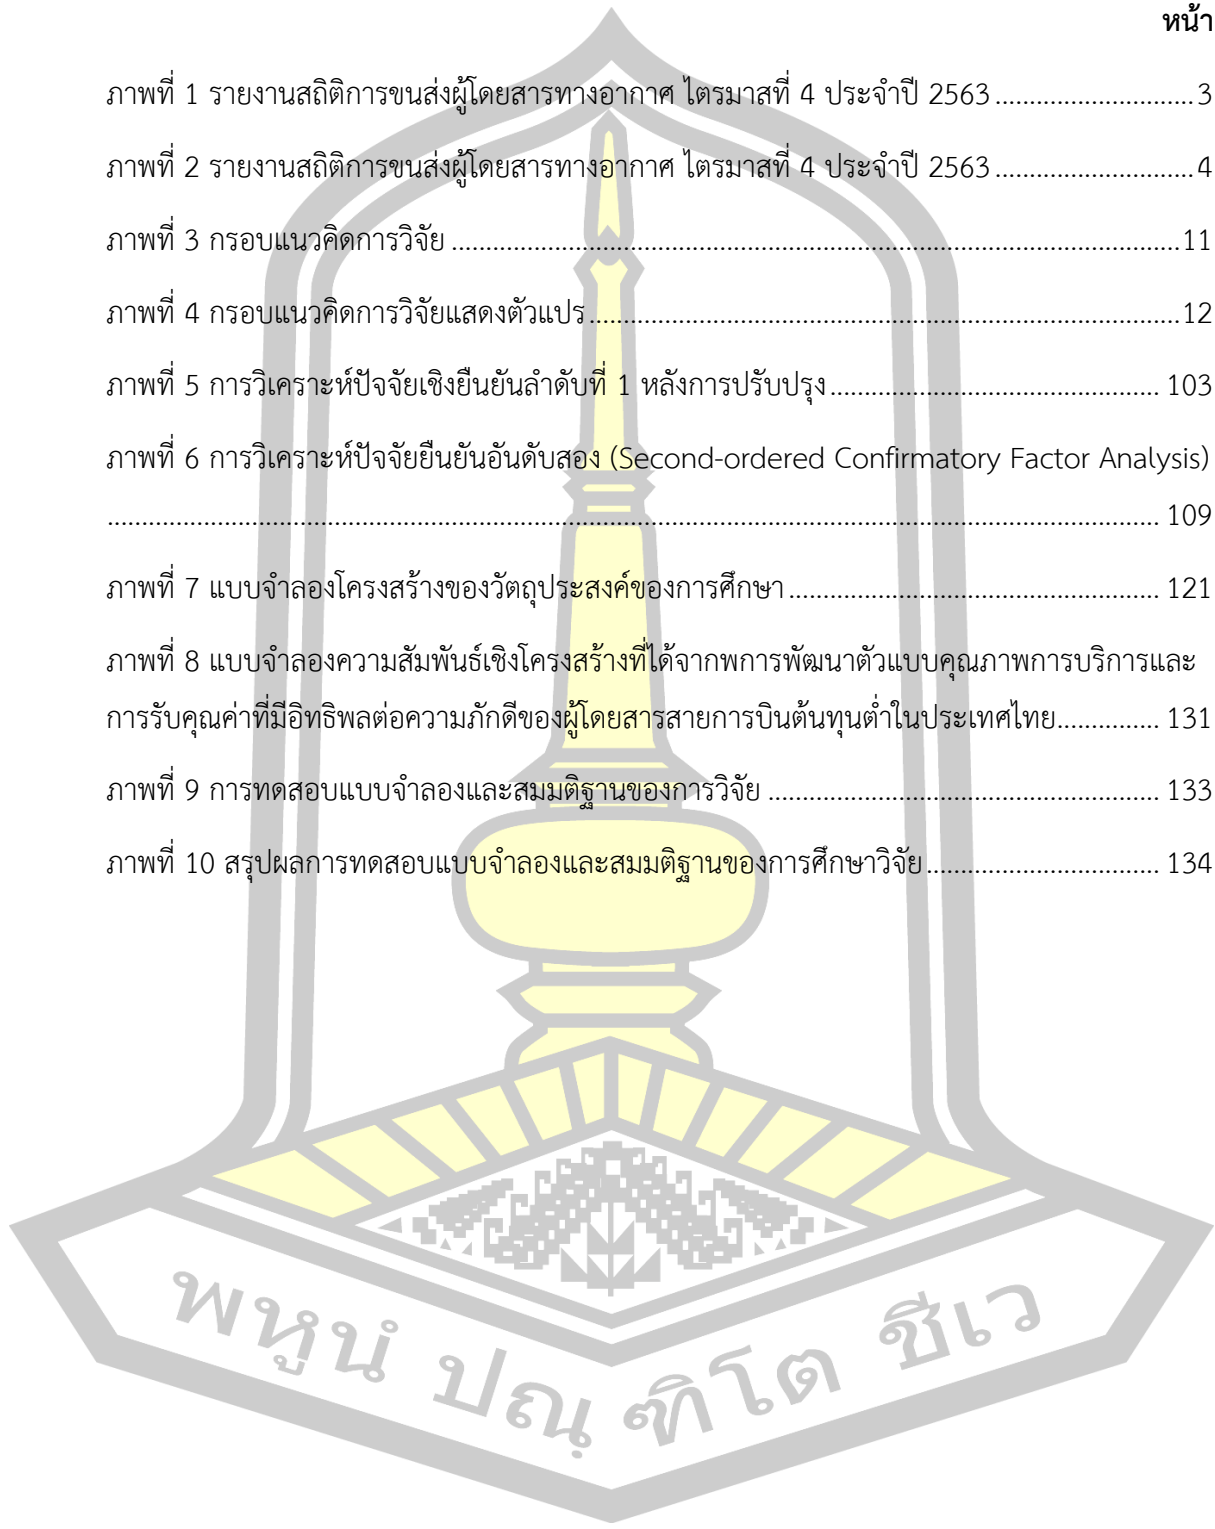 หน้า
ภาพที่ 1 รายงานสถิติการขนส่งผู้โดยสารทางอากาศ ไตรมาสที่ 4 ประจำปี 2563 ............................. 3
ภาพที่ 2 รายงานสถิติการขนส่งผู้โดยสารทางอากาศ ไตรมาสที่ 4 ประจำปี 2563 ............................. 4
ภาพที่ 3 กรอบแนวคิดการวิจัย ........................................................................................................... 11
ภาพที่ 4 กรอบแนวคิดการวิจัยแสดงตัวแปร ...................................................................................... 12
ภาพที่ 5 การวิเคราะห์ปัจจัยเชิงยืนยันลำดับที่ 1 หลังการปรับปรุง ................................................ 103
ภาพที่ 6 การวิเคราะห์ปัจจัยยืนยันอันดับสอง (Second-ordered Confirmatory Factor Analysis)
......................................................................................................................................................... 109
ภาพที่ 7 แบบจำลองโครงสร้างของวัตถุประสงค์ของการศึกษา ...................................................... 121
ภาพที่ 8 แบบจำลองความสัมพันธ์เชิงโครงสร้างที่ได้จากพการพัฒนาตัวแบบคุณภาพการบริการและ
การรับคุณค่าที่มีอิทธิพลต่อความภักดีของผู้โดยสารสายการบินต้นทุนต่ำในประเทศไทย............... 131
ภาพที่ 9 การทดสอบแบบจำลองและสมมติฐานของการวิจัย ......................................................... 133
ภาพที่ 10 สรุปผลการทดสอบแบบจำลองและสมมติฐานของการศึกษาวิจัย .................................. 134
พหูนํ ปณฺฑิโต ชีเว